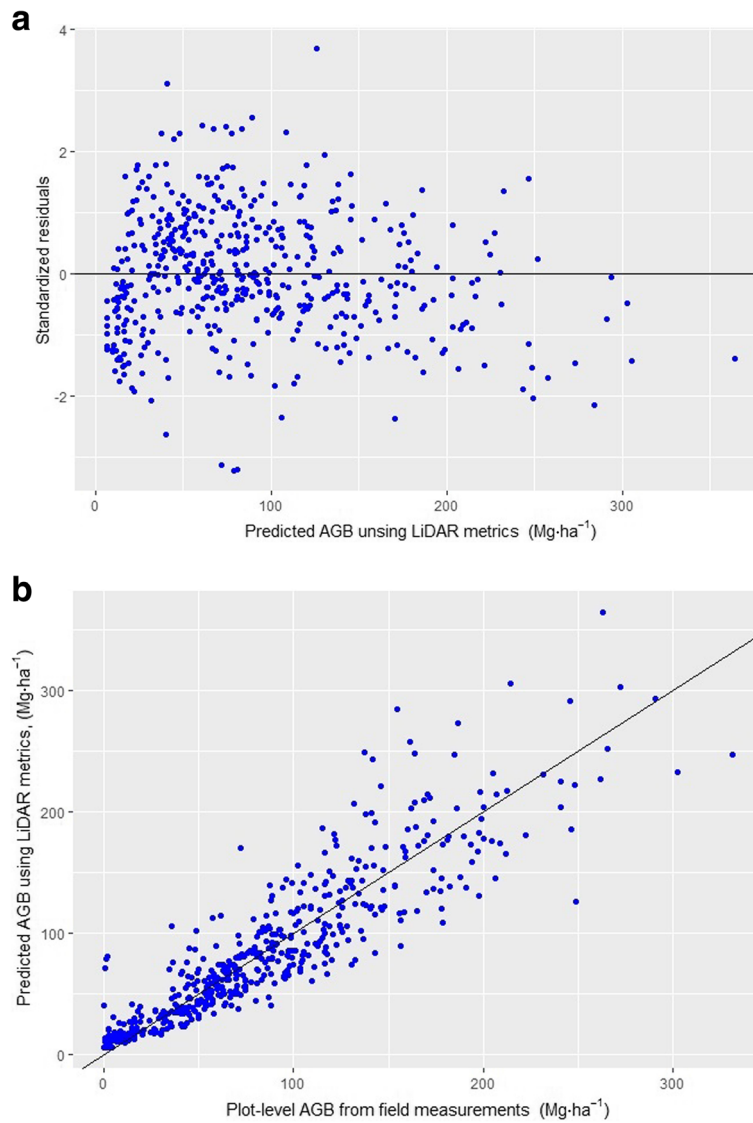 a
4
2
0
-2
Standardized residuals
0
100
200
300
Predicted AGB unsing LiDAR metrics (Mg·ha⁻¹)
b
300
200
100
0
Predicted AGB using LiDAR metrics, (Mg·ha⁻¹)
0
100
200
300
Plot-level AGB from field measurements (Mg·ha⁻¹)